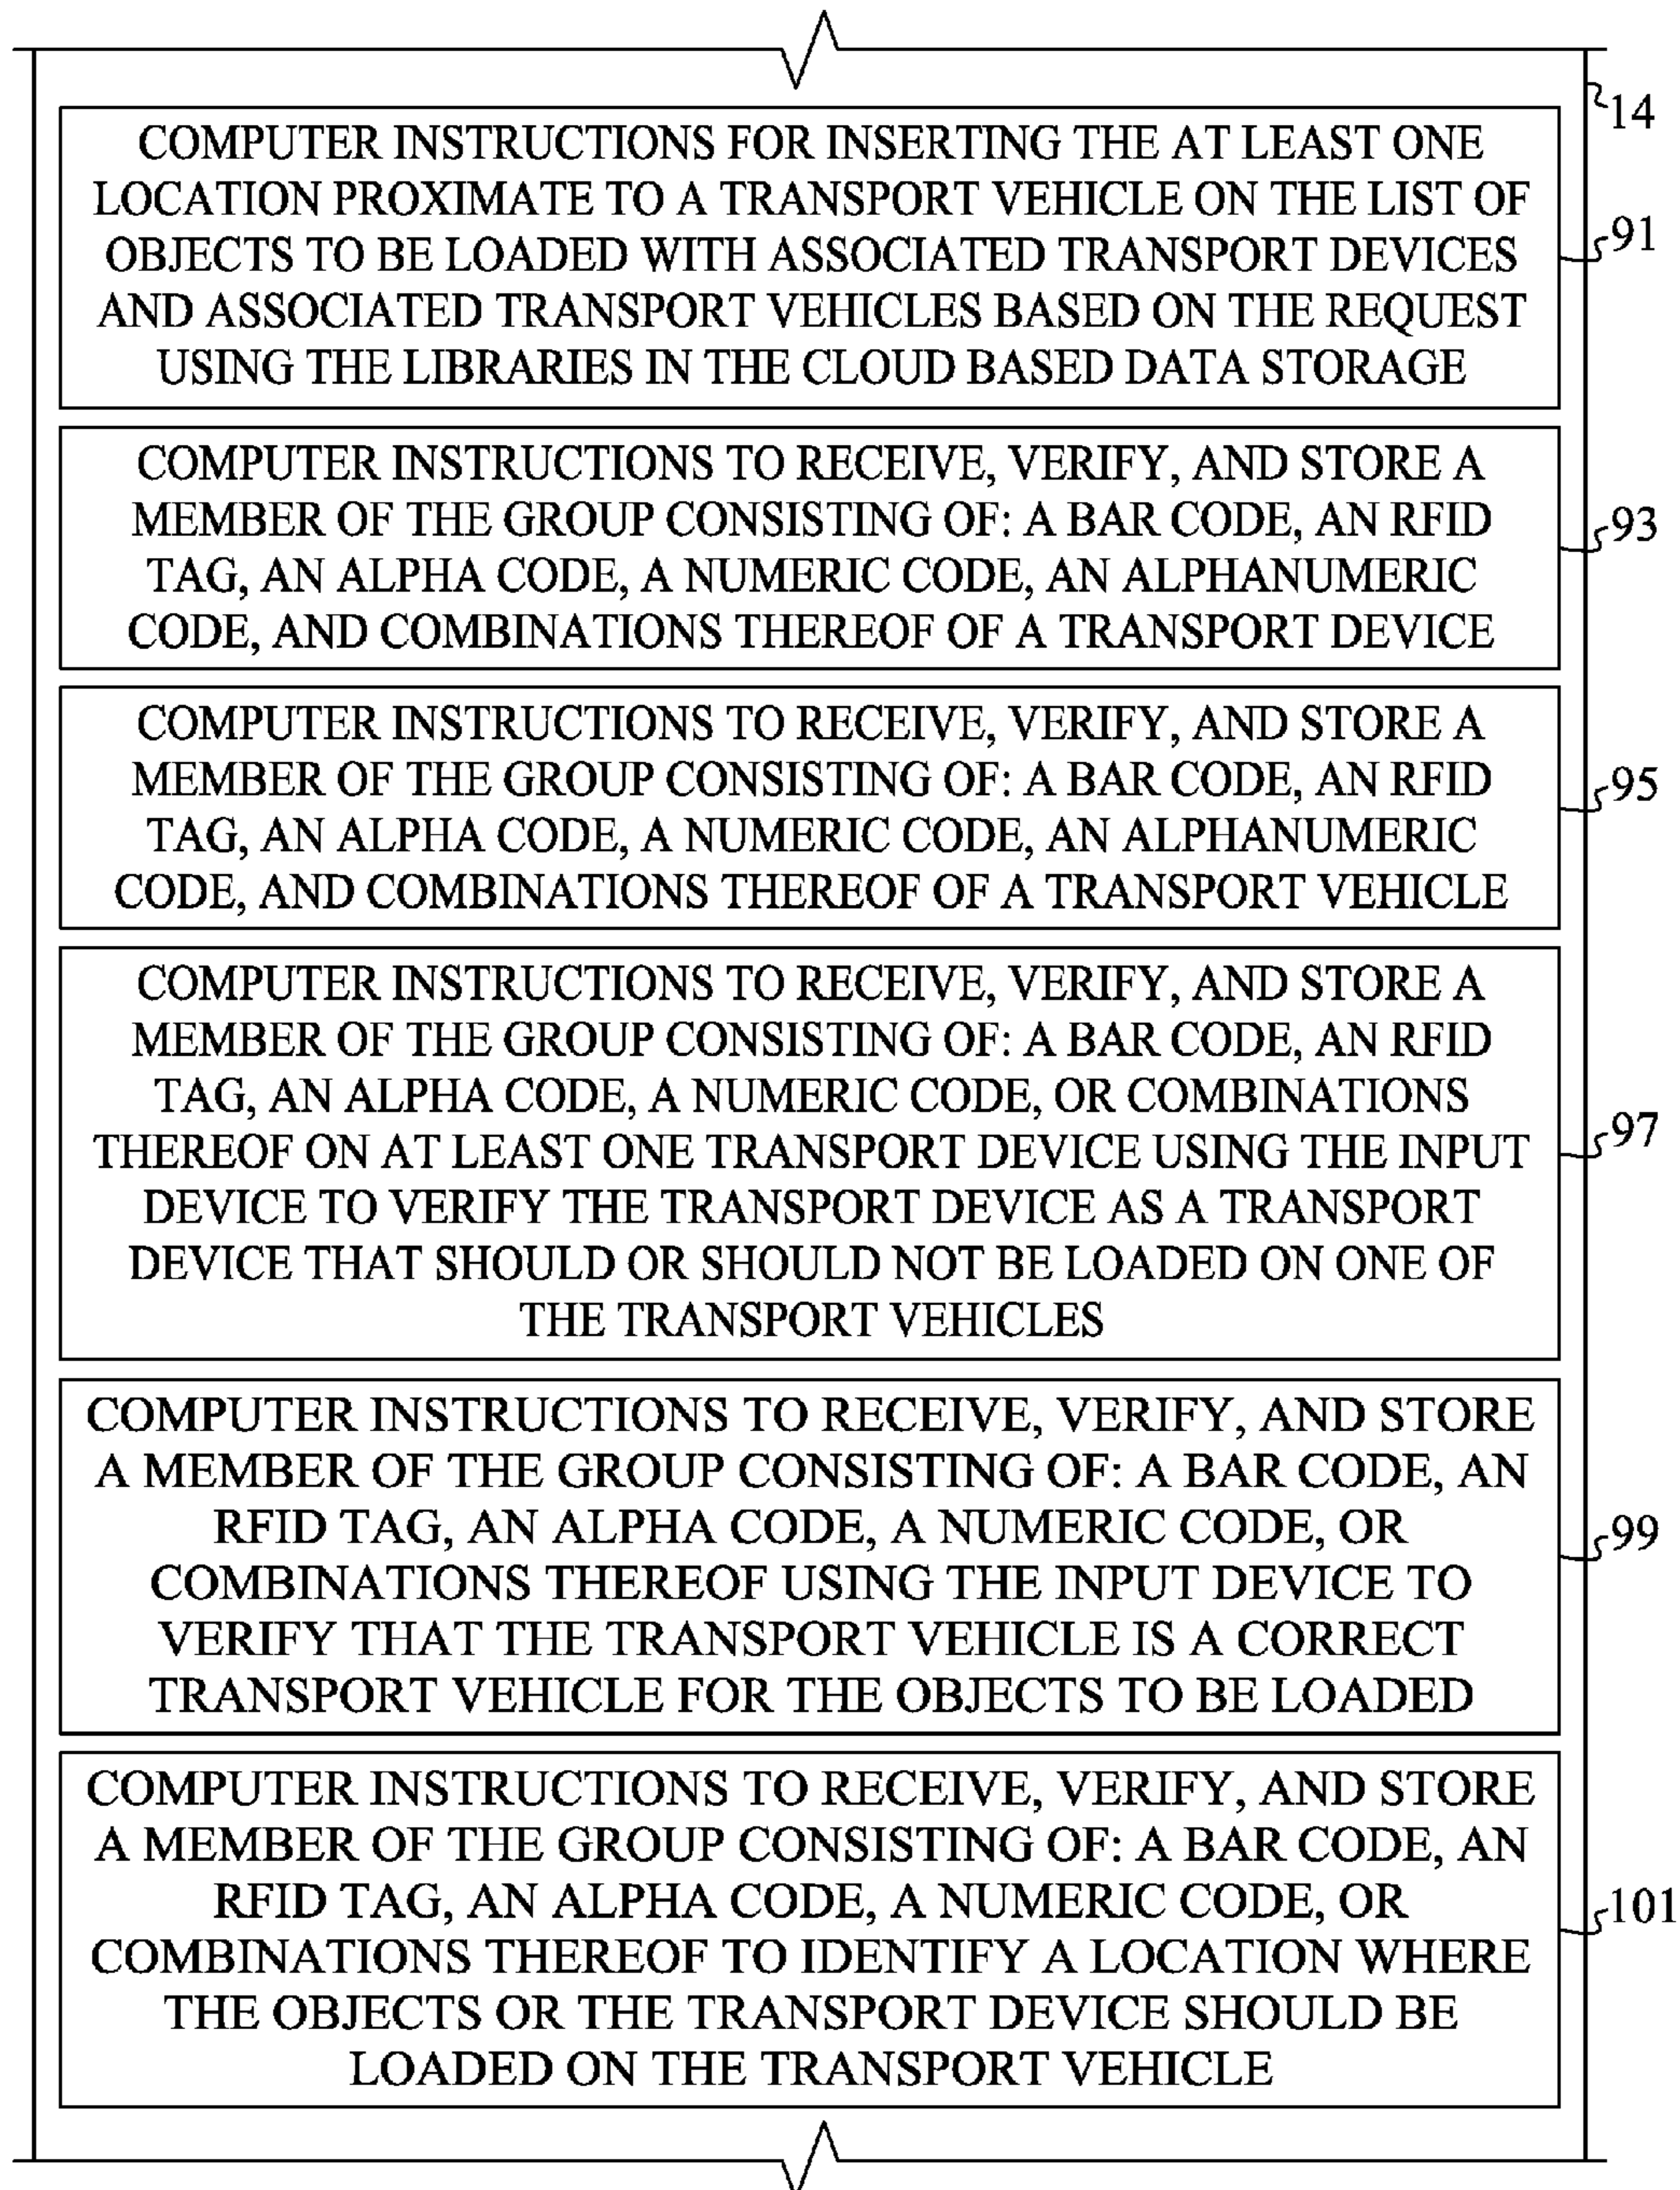 14
COMPUTER INSTRUCTIONS FOR INSERTING THE AT LEAST ONE
LOCATION PROXIMATE TO A TRANSPORT VEHICLE ON THE LIST OF
OBJECTS TO BE LOADED WITH ASSOCIATED TRANSPORT DEVICES
AND ASSOCIATED TRANSPORT VEHICLES BASED ON THE REQUEST
USING THE LIBRARIES IN THE CLOUD BASED DATA STORAGE
91
COMPUTER INSTRUCTIONS TO RECEIVE, VERIFY, AND STORE A
MEMBER OF THE GROUP CONSISTING OF: A BAR CODE, AN RFID
TAG, AN ALPHA CODE, A NUMERIC CODE, AN ALPHANUMERIC
CODE, AND COMBINATIONS THEREOF OF A TRANSPORT DEVICE
93
COMPUTER INSTRUCTIONS TO RECEIVE, VERIFY, AND STORE A
MEMBER OF THE GROUP CONSISTING OF: A BAR CODE, AN RFID
TAG, AN ALPHA CODE, A NUMERIC CODE, AN ALPHANUMERIC
CODE, AND COMBINATIONS THEREOF OF A TRANSPORT VEHICLE
95
COMPUTER INSTRUCTIONS TO RECEIVE, VERIFY, AND STORE A
MEMBER OF THE GROUP CONSISTING OF: A BAR CODE, AN RFID
TAG, AN ALPHA CODE, A NUMERIC CODE, OR COMBINATIONS
THEREOF ON AT LEAST ONE TRANSPORT DEVICE USING THE INPUT
DEVICE TO VERIFY THE TRANSPORT DEVICE AS A TRANSPORT
DEVICE THAT SHOULD OR SHOULD NOT BE LOADED ON ONE OF
THE TRANSPORT VEHICLES
97
COMPUTER INSTRUCTIONS TO RECEIVE, VERIFY, AND STORE
A MEMBER OF THE GROUP CONSISTING OF: A BAR CODE, AN
RFID TAG, AN ALPHA CODE, A NUMERIC CODE, OR
COMBINATIONS THEREOF USING THE INPUT DEVICE TO
VERIFY THAT THE TRANSPORT VEHICLE IS A CORRECT
TRANSPORT VEHICLE FOR THE OBJECTS TO BE LOADED
99
COMPUTER INSTRUCTIONS TO RECEIVE, VERIFY, AND STORE
A MEMBER OF THE GROUP CONSISTING OF: A BAR CODE, AN
RFID TAG, AN ALPHA CODE, A NUMERIC CODE, OR
COMBINATIONS THEREOF TO IDENTIFY A LOCATION WHERE
THE OBJECTS OR THE TRANSPORT DEVICE SHOULD BE
LOADED ON THE TRANSPORT VEHICLE
101